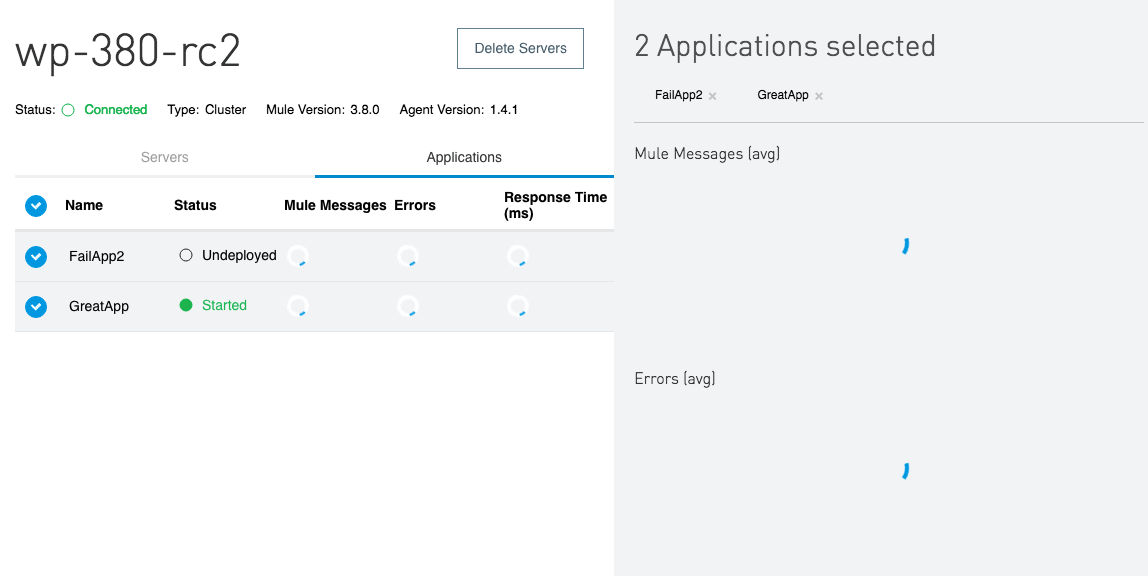 wp-380-rc2
Delete Servers
Status: Connected Type: Cluster Mule Version: 3.8.0 Agent Version: 1.4.1
Servers Applications
Name Status Mule Messages Errors Response Time (ms)
FailApp2 Undeployed
GreatApp Started
2 Applications selected
FailApp2 × GreatApp ×
Mule Messages (avg)
Errors (avg)